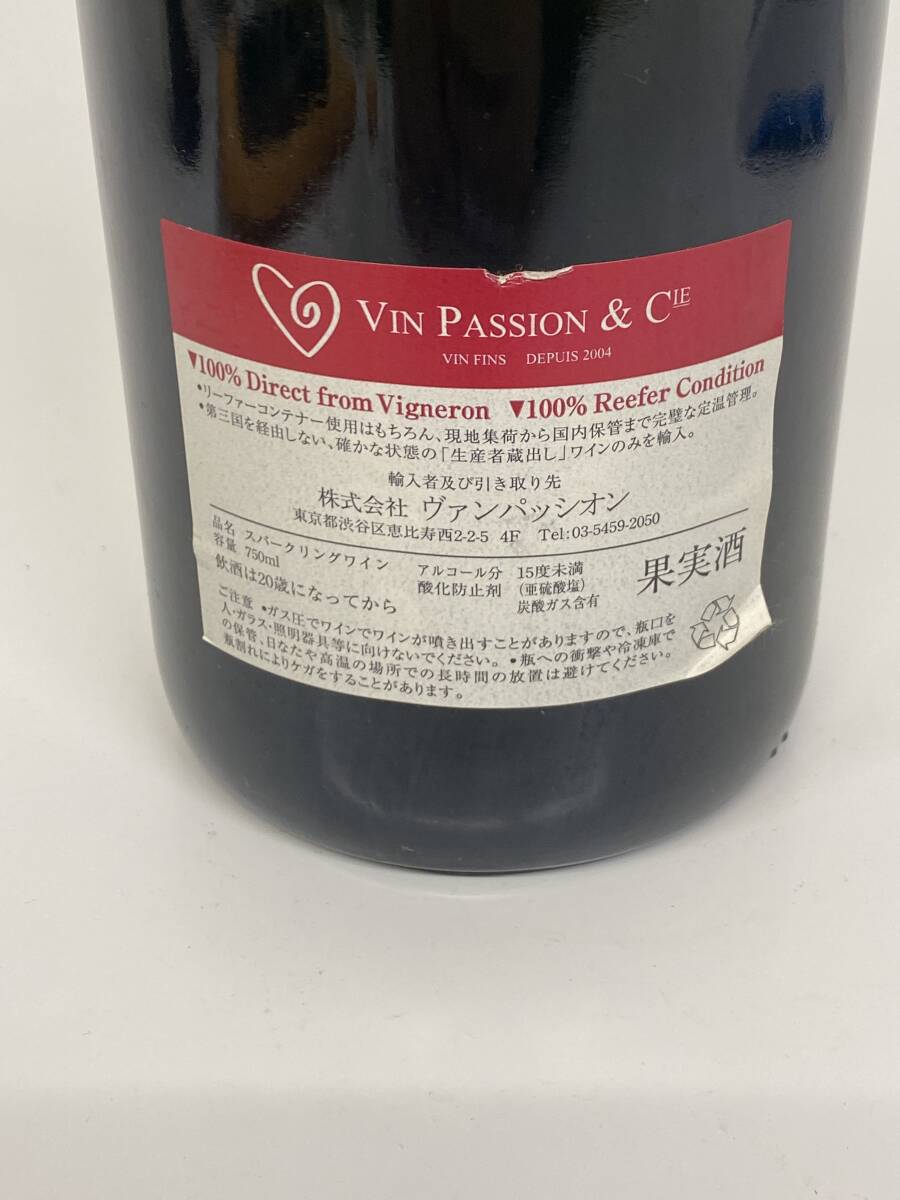 VIN PASSION & CIE
VIN FINS DEPUIS 2004
▼100% Direct from Vigneron ▼100% Reefer Condition
•リーファーコンテナー使用はもちろん、現地集荷から国内保管まで完璧な定温管理。
•第三国を経由しない、確かな状態の「生産者蔵出し」ワインのみを輸入。
輸入者及び引き取り先
株式会社 ヴァンパッシオン
東京都渋谷区恵比寿西2-2-5 4F Tel:03-5459-2050
品名 スパークリングワイン アルコール分 15度未満
容量 750ml 酸化防止剤 (亜硫酸塩)
炭酸ガス含有
飲酒は20歳になってから
果実酒
ご注意 •ガス圧でワインでワインが噴き出すことがありますので、瓶口を
人・ガラス・照明器具等に向けないでください。•瓶への衝撃や冷凍庫で
の保管、日なたや高温の場所での長時間の放置は避けてください。
瓶割れによりケガをすることがあります。